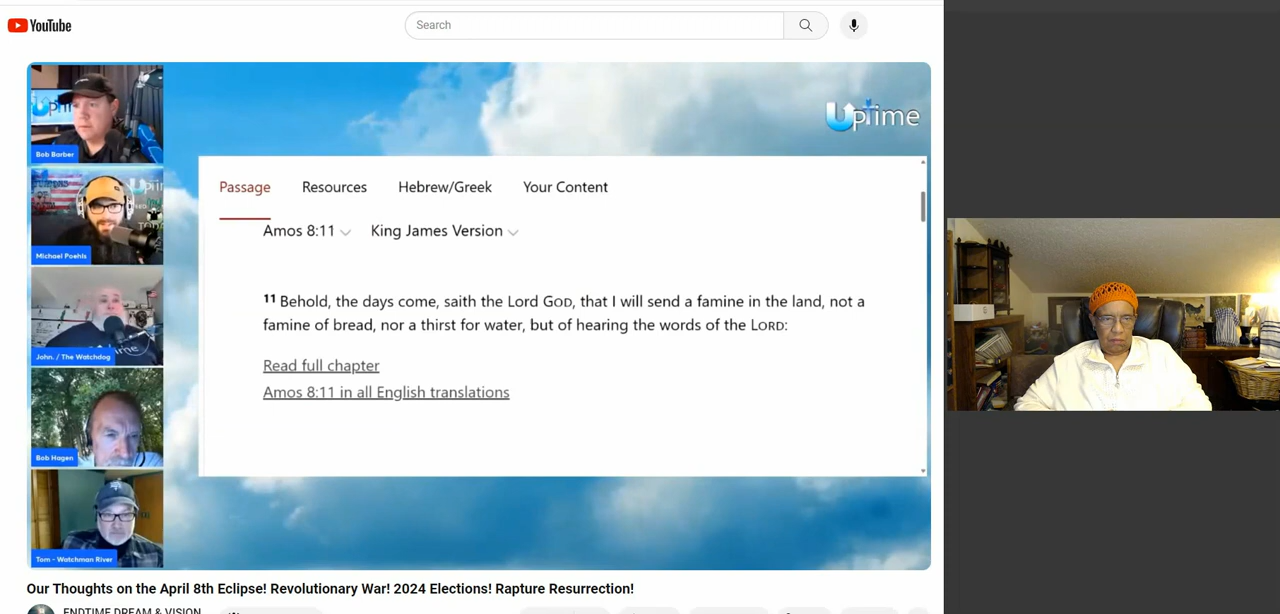 YouTube
Search
Uptime
Bob Barber
Michael Poehls
John. / The Watchdog
Bob Hagen
Tom - Watchman River
Passage Resources Hebrew/Greek Your Content
Amos 8:11 King James Version
11 Behold, the days come, saith the Lord GOD, that I will send a famine in the land, not a
famine of bread, nor a thirst for water, but of hearing the words of the LORD:
Read full chapter
Amos 8:11 in all English translations
Our Thoughts on the April 8th Eclipse! Revolutionary War! 2024 Elections! Rapture Resurrection!
ENDTIME DREAM & VISION